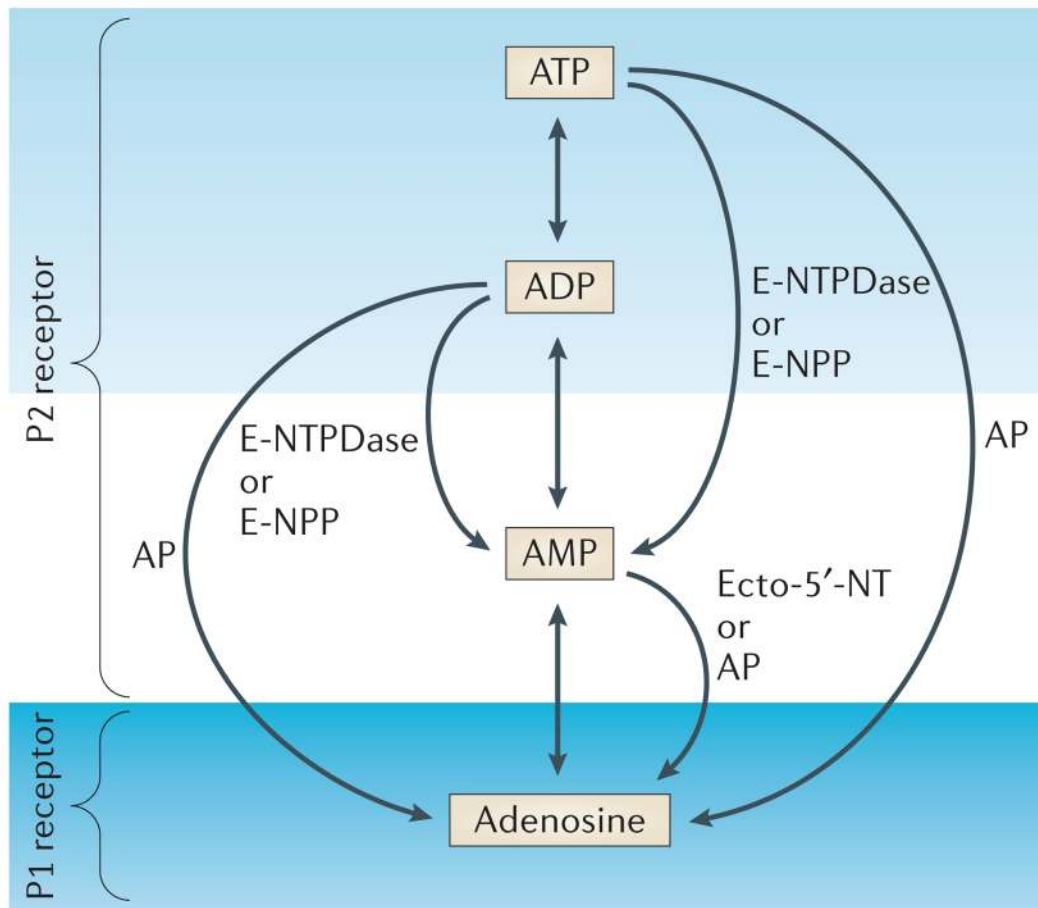 ATP
ADP
E-NTPDase
or
E-NPP
P2 receptor
E-NTPDase
or
E-NPP
AP
AP
AMP
Ecto-5′-NT
or
AP
P1 receptor
Adenosine